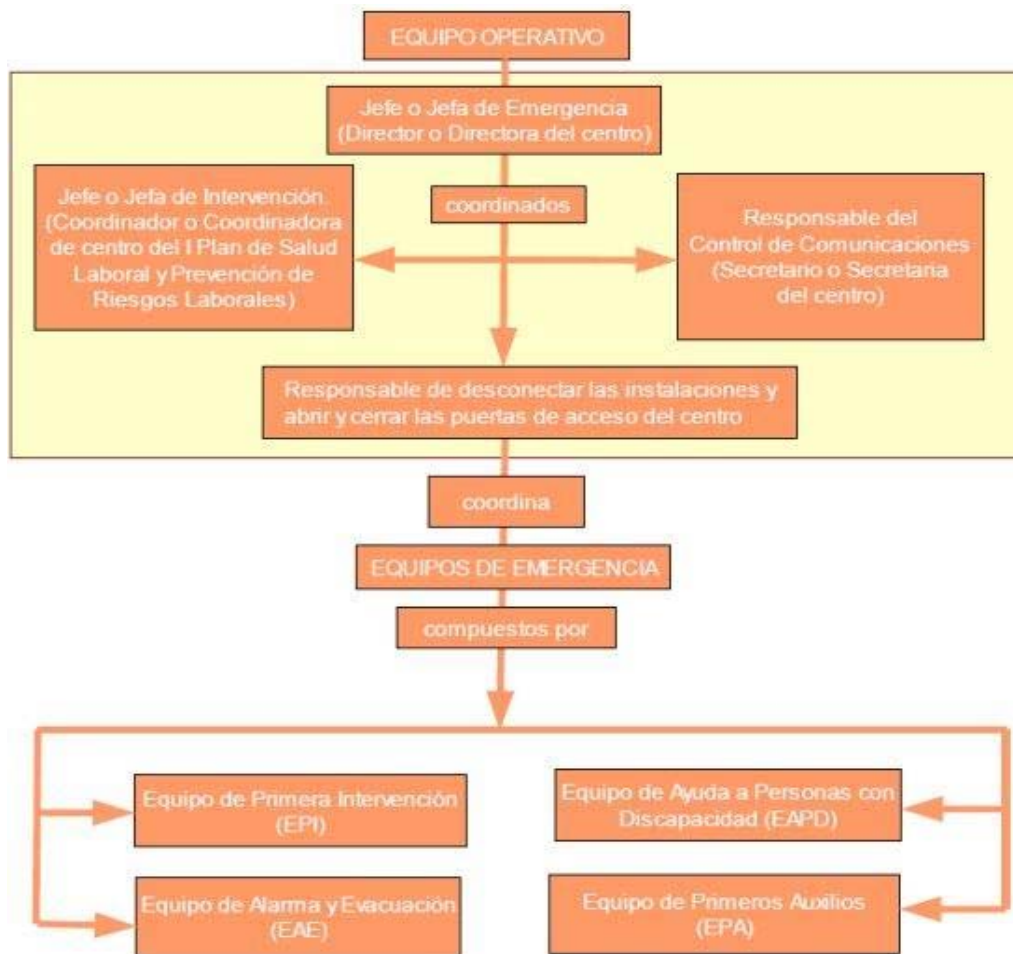 EQUIPO OPERATIVO
Jefe o Jefa de Emergencia
(Director o Directora del centro)
Jefe o Jefa de Intervención.
(Coordinador o Coordinadora
de centro del I Plan de Salud
Laboral y Prevención de
Riesgos Laborales)
coordinados
Responsable del
Control de Comunicaciones
(Secretario o Secretaria
del centro)
Responsable de desconectar las instalaciones y
abrir y cerrar las puertas de acceso del centro
coordina
EQUIPOS DE EMERGENCIA
compuestos por
Equipo de Primera Intervención
(EPI)
Equipo de Ayuda a Personas con
Discapacidad (EAPD)
Equipo de Alarma y Evacuación
(EAE)
Equipo de Primeros Auxilios
(EPA)